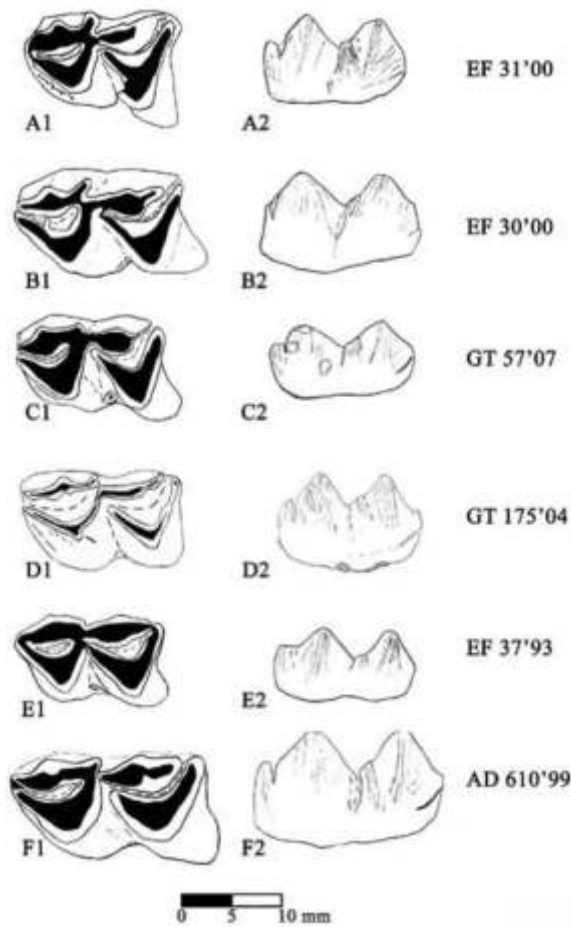 A1 A2 EF 31'00
B1 B2 EF 30'00
C1 C2 GT 57'07
D1 D2 GT 175'04
E1 E2 EF 37'93
F1 F2 AD 610'99
0 5 10 mm